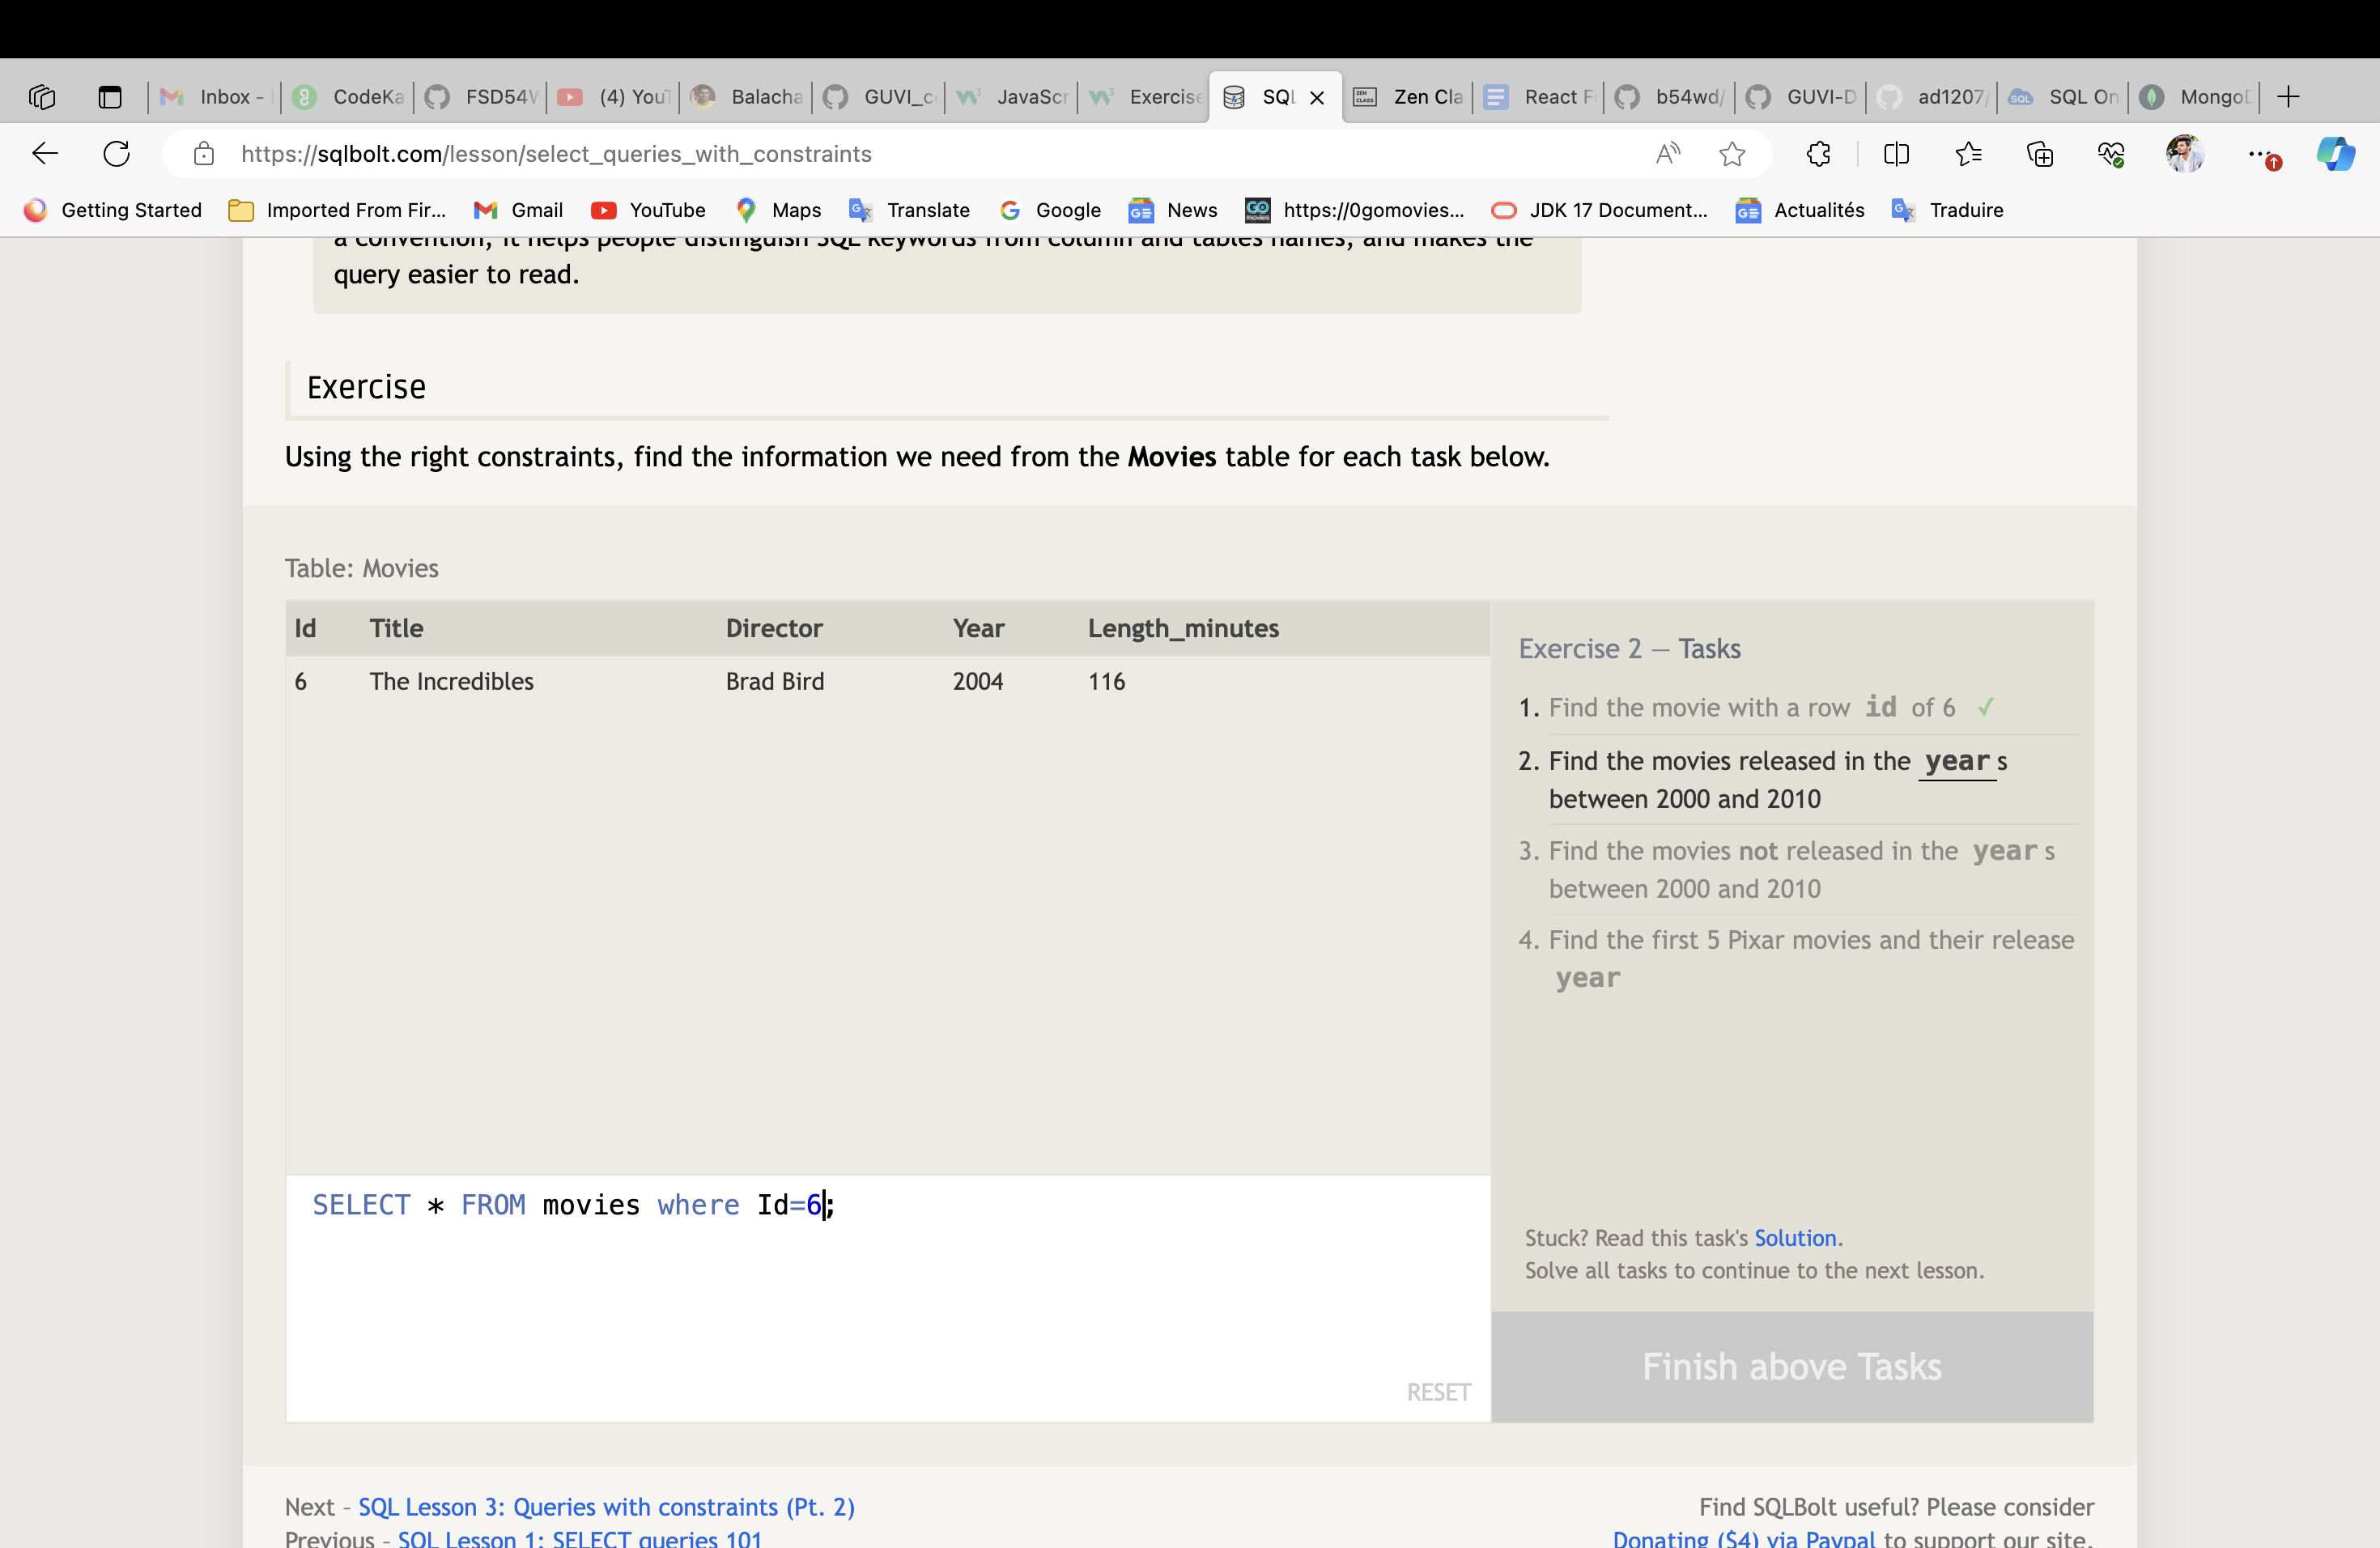 Inbox -
CodeKa
FSD54W
(4) YouT
Balacha
GUVI_c
JavaScr
Exercise
SQL
ZEN CLASS
Zen Cla
React F
b54wd/
GUVI-D
ad1207/
SQL On
MongoD
https://sqlbolt.com/lesson/select_queries_with_constraints
Getting Started
Imported From Fir...
Gmail
YouTube
Maps
Translate
Google
News
https://0gomovies...
JDK 17 Document...
Actualités
Traduire
a convention, it helps people distinguish SQL keywords from column and tables names, and makes the
query easier to read.
Exercise
Using the right constraints, find the information we need from the Movies table for each task below.
Table: Movies
Id Title Director Year Length_minutes
6 The Incredibles Brad Bird 2004 116
SELECT * FROM movies where Id=6;
RESET
Exercise 2 — Tasks
1. Find the movie with a row id of 6 ✓
2. Find the movies released in the years
between 2000 and 2010
3. Find the movies not released in the years
between 2000 and 2010
4. Find the first 5 Pixar movies and their release
year
Stuck? Read this task's Solution.
Solve all tasks to continue to the next lesson.
Finish above Tasks
Next - SQL Lesson 3: Queries with constraints (Pt. 2)
Previous - SQL Lesson 1: SELECT queries 101
Find SQLBolt useful? Please consider
Donating ($4) via Paypal to support our site.